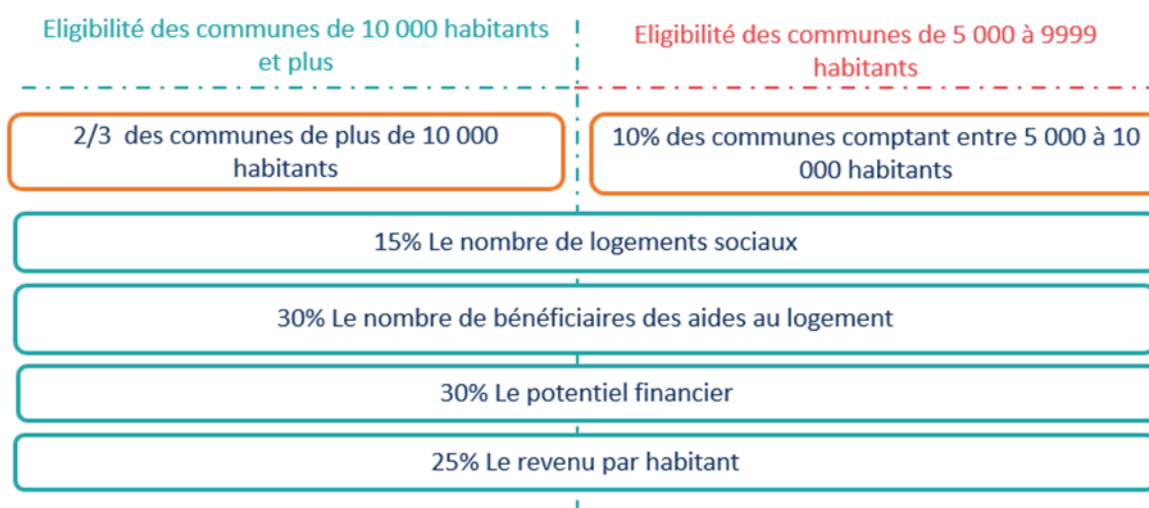 Eligibilité des communes de 10 000 habitants
et plus
Eligibilité des communes de 5 000 à 9999
habitants
2/3 des communes de plus de 10 000
habitants
10% des communes comptant entre 5 000 à 10
000 habitants
15% Le nombre de logements sociaux
30% Le nombre de bénéficiaires des aides au logement
30% Le potentiel financier
25% Le revenu par habitant